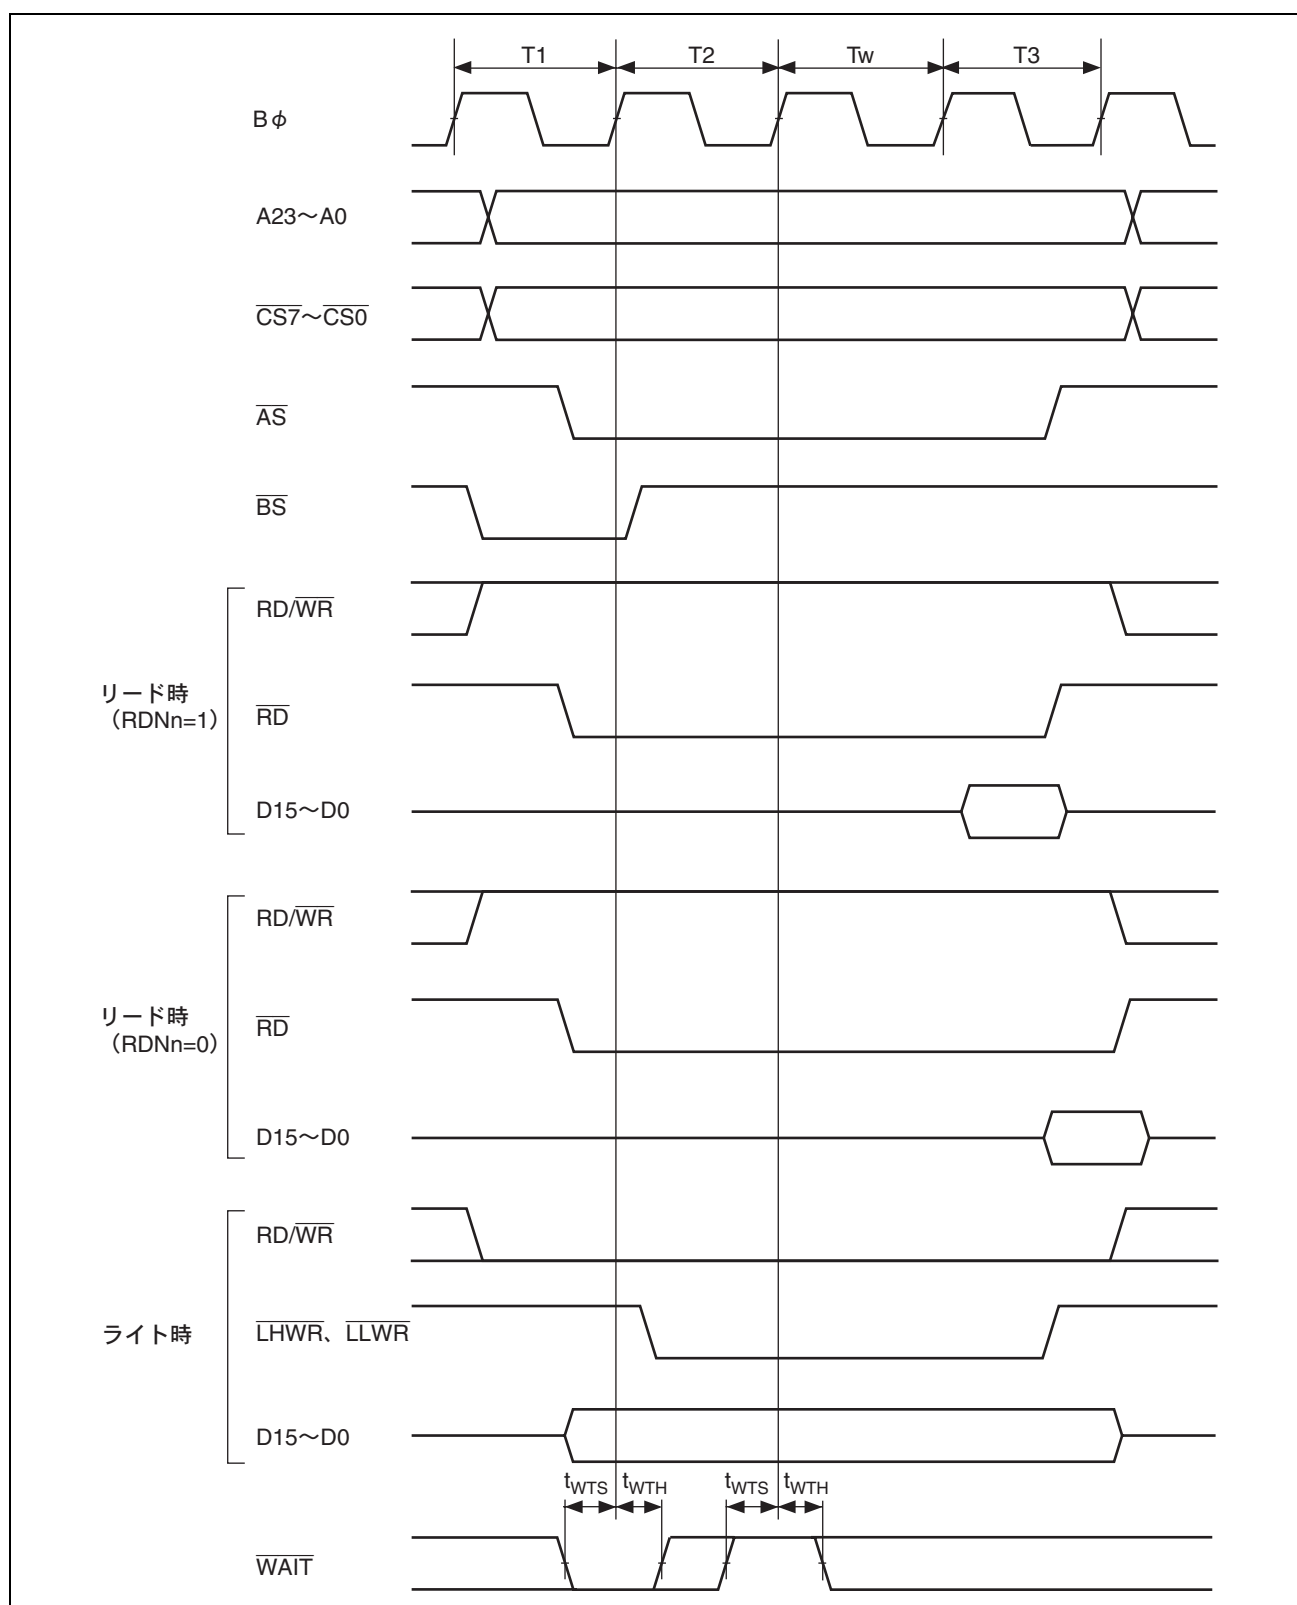 T1 T2 Tw T3
Bφ
A23～A0
CS7～CS0
AS
BS
RD/WR
リード時
（RDNn=1）
RD
D15～D0
RD/WR
リード時
（RDNn=0）
RD
D15～D0
RD/WR
ライト時
LHWR、LLWR
D15～D0
tWTS tWTH tWTS tWTH
WAIT